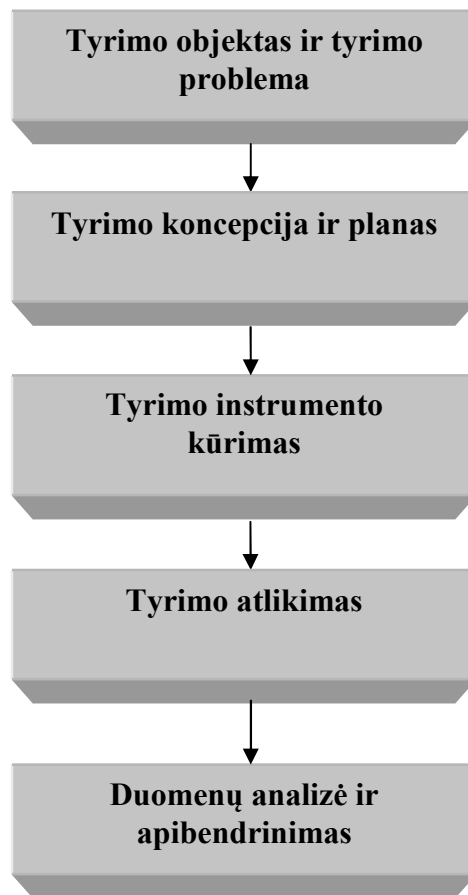 Tyrimo objektas ir tyrimo
problema
Tyrimo koncepcija ir planas
Tyrimo instrumento
kūrimas
Tyrimo atlikimas
Duomenų analizė ir
apibendrinimas